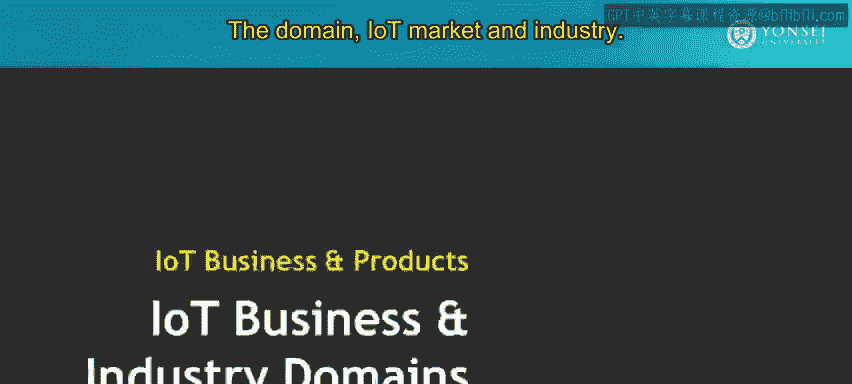 GPT中英字幕课程资源@bilibili.com
The domain, IoT market and industry.
YONSEI
UNIVERSITY
IoT Business & Products
IoT Business &
Industry Domains